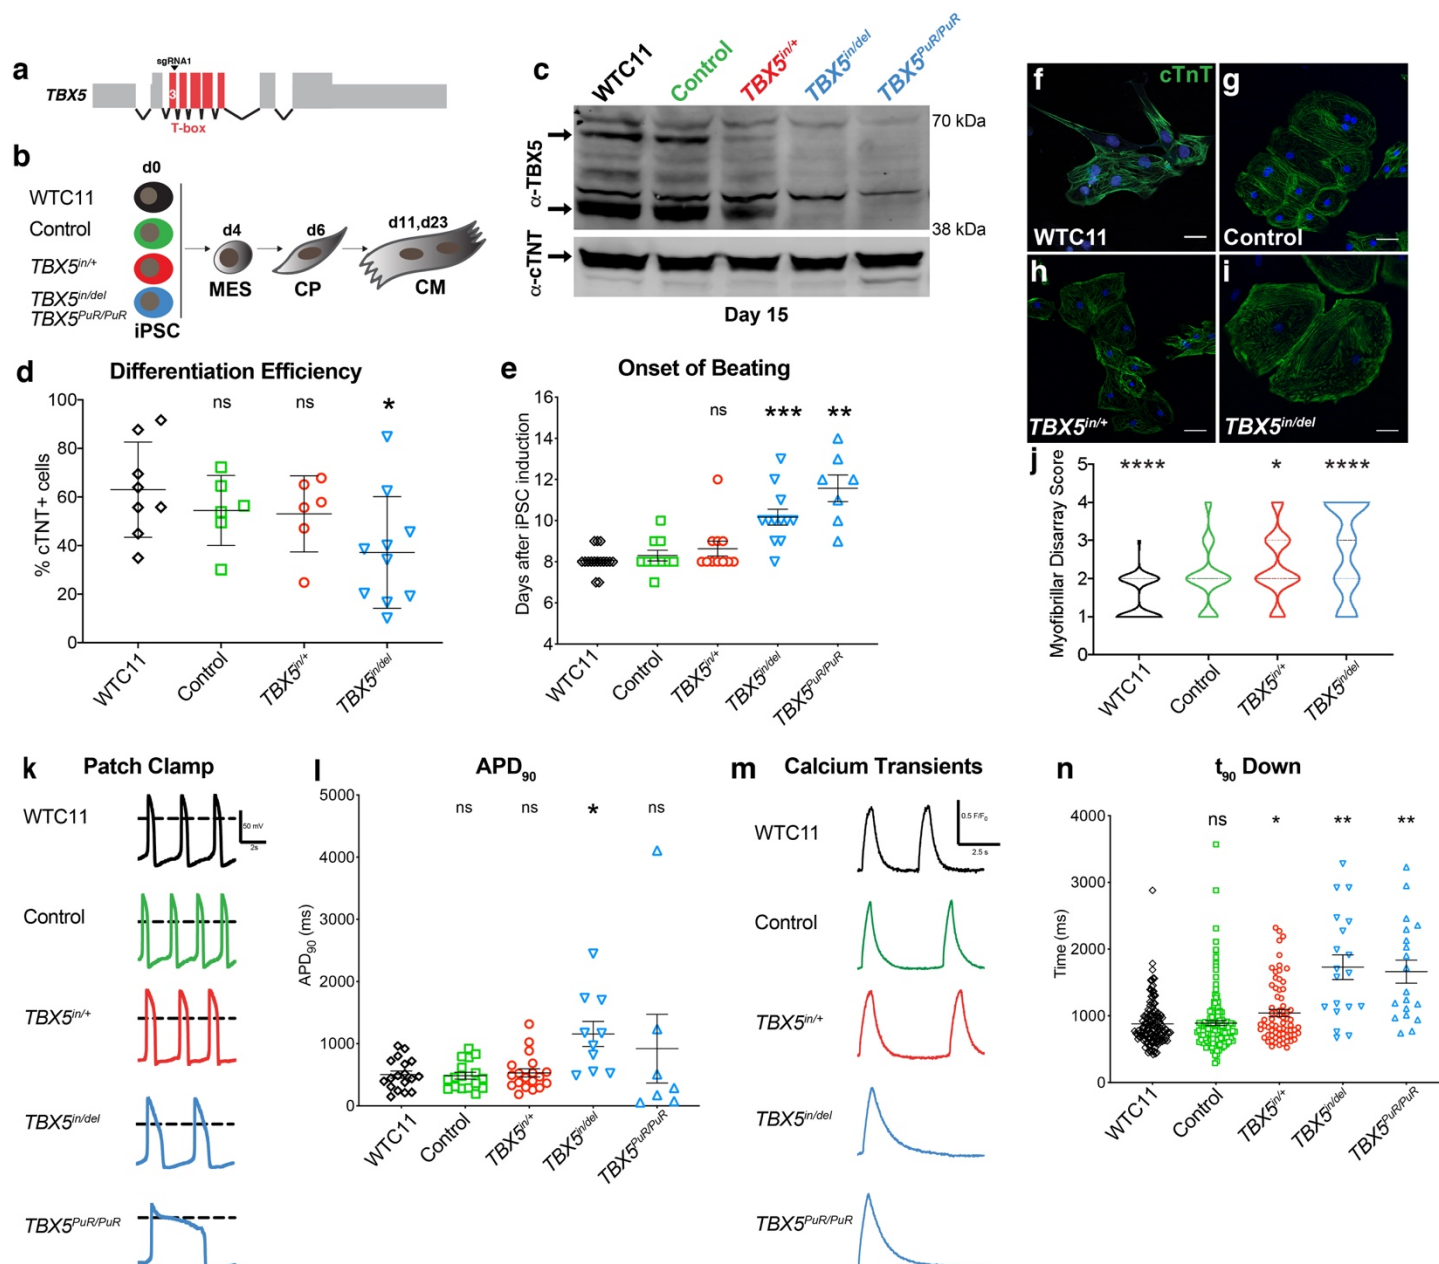 a
sgRNA1
TBX5
3
T-box
b
d0
WTC11
Control
TBX5in/+
TBX5in/del
TBX5PuR/PuR
iPSC
d4
d6
d11,d23
MES
CP
CM
c
WTC11
Control
TBX5in/+
TBX5in/del
TBX5PuR/PuR
α-TBX5
70 kDa
38 kDa
α-cTNT
Day 15
f
cTnT
WTC11
g
Control
h
TBX5in/+
i
TBX5in/del
d
Differentiation Efficiency
ns
ns
*
% cTNT+ cells
100
80
60
40
20
0
WTC11
Control
TBX5in/+
TBX5in/del
e
Onset of Beating
ns
***
**
Days after iPSC induction
16
14
12
10
8
6
4
WTC11
Control
TBX5in/+
TBX5in/del
TBX5PuR/PuR
j
****
*
****
Myofibrillar Disarray Score
5
4
3
2
1
0
WTC11
Control
TBX5in/+
TBX5in/del
k
Patch Clamp
WTC11
50 mV
2s
Control
TBX5in/+
TBX5in/del
TBX5PuR/PuR
l
APD90
ns
ns
*
ns
APD90 (ms)
5000
4000
3000
2000
1000
0
WTC11
Control
TBX5in/+
TBX5in/del
TBX5PuR/PuR
m
Calcium Transients
WTC11
0.5 F/F0
2.5 s
Control
TBX5in/+
TBX5in/del
TBX5PuR/PuR
n
t90 Down
ns
*
**
**
Time (ms)
4000
3000
2000
1000
0
WTC11
Control
TBX5in/+
TBX5in/del
TBX5PuR/PuR